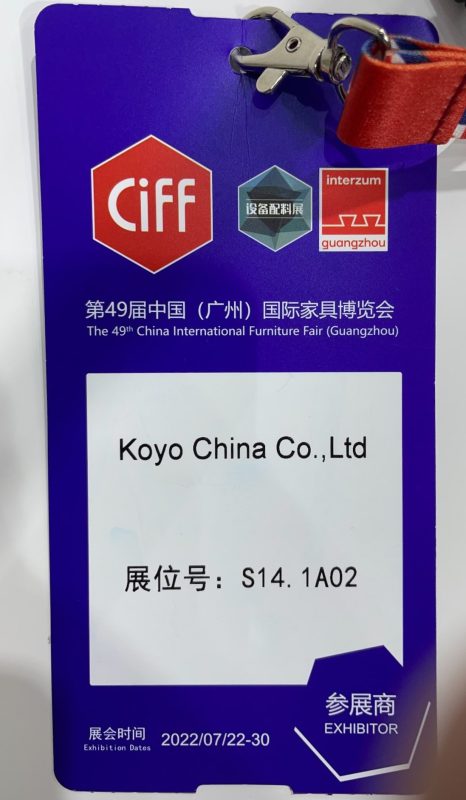 CiFF
设备配料展
interzum
guangzhou
第49届中国（广州）国际家具博览会
The 49th China International Furniture Fair (Guangzhou)
Koyo China Co.,Ltd
展位号：S14.1A02
参展商
EXHIBITOR
展会时间
Exhibition Dates
2022/07/22-30